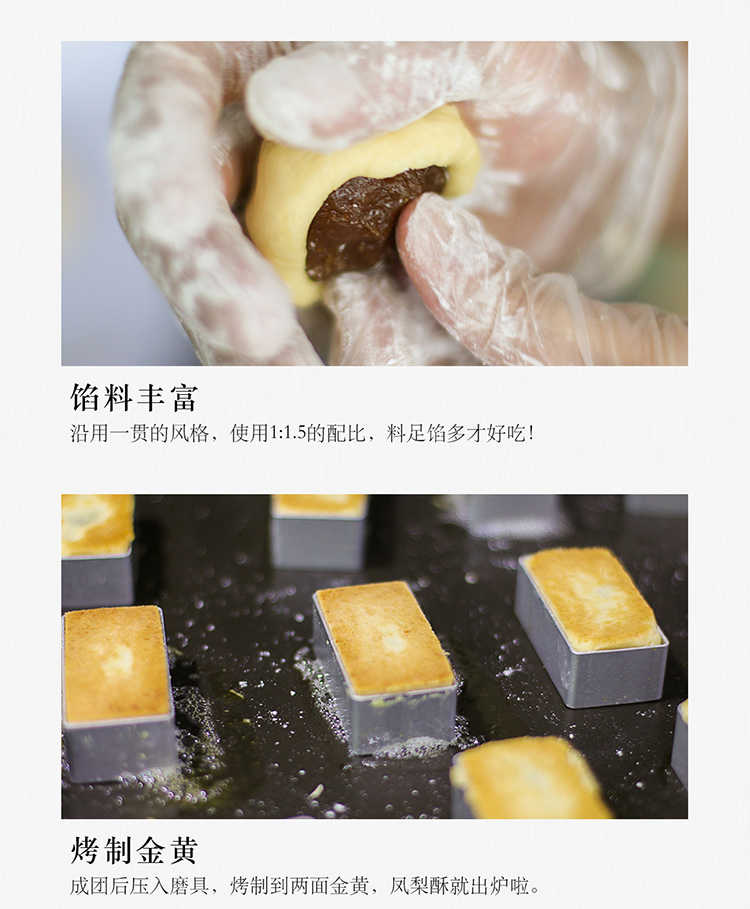 馅料丰富
沿用一贯的风格，使用1:1.5的配比，料足馅多才好吃！
烤制金黄
成团后压入磨具，烤制到两面金黄，凤梨酥就出炉啦。